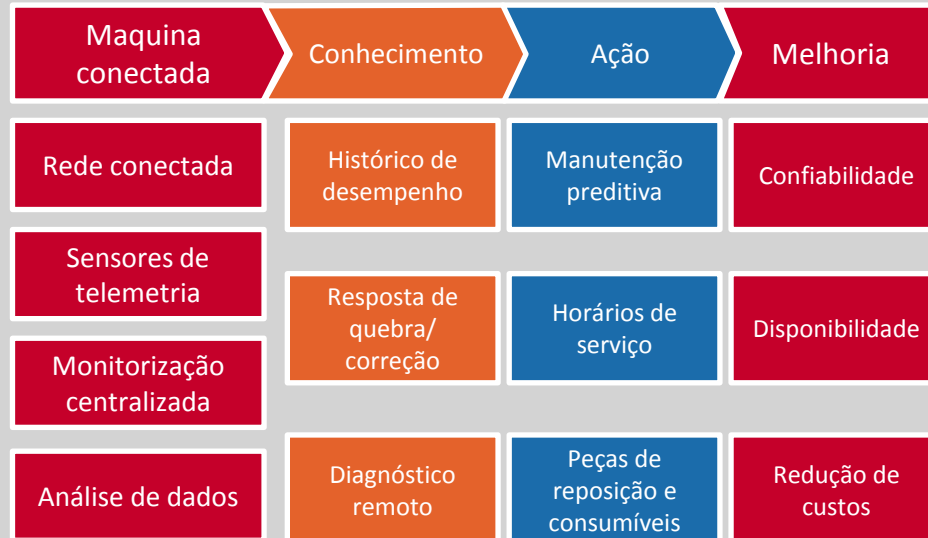 Maquina
conectada
Conhecimento
Ação
Melhoria
Rede conectada
Sensores de
telemetria
Monitorização
centralizada
Análise de dados
Histórico de
desempenho
Resposta de
quebra/
correção
Diagnóstico
remoto
Manutenção
preditiva
Horários de
serviço
Peças de
reposição e
consumíveis
Confiabilidade
Disponibilidade
Redução de
custos